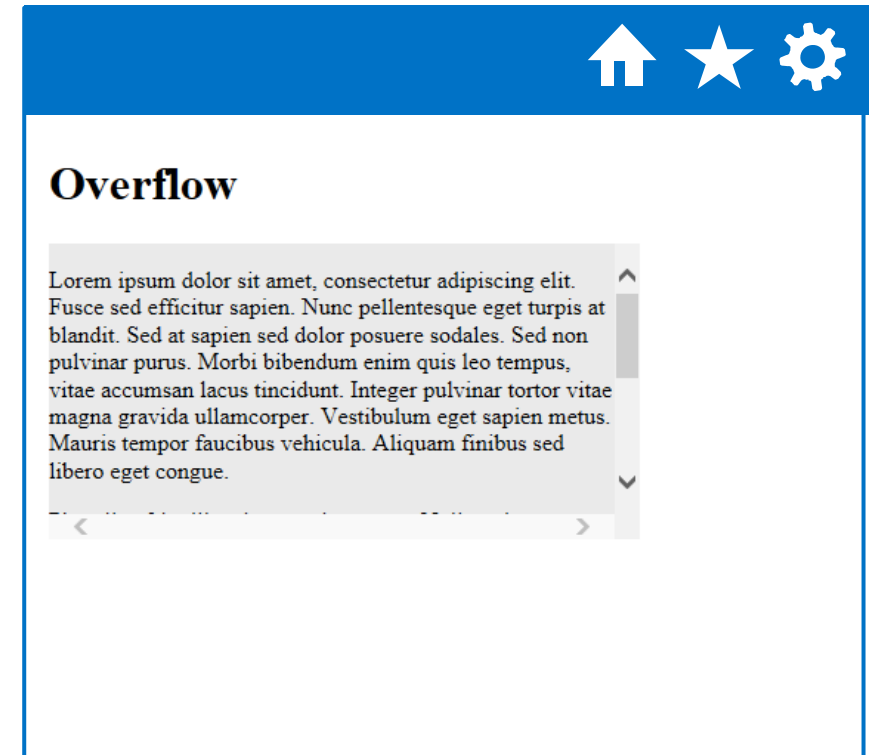 Overflow
Lorem ipsum dolor sit amet, consectetur adipiscing elit.
Fusce sed efficitur sapien. Nunc pellentesque eget turpis at
blandit. Sed at sapien sed dolor posuere sodales. Sed non
pulvinar purus. Morbi bibendum enim quis leo tempus,
vitae accumsan lacus tincidunt. Integer pulvinar tortor vitae
magna gravida ullamcorper. Vestibulum eget sapien metus.
Mauris tempor faucibus vehicula. Aliquam finibus sed
libero eget congue.